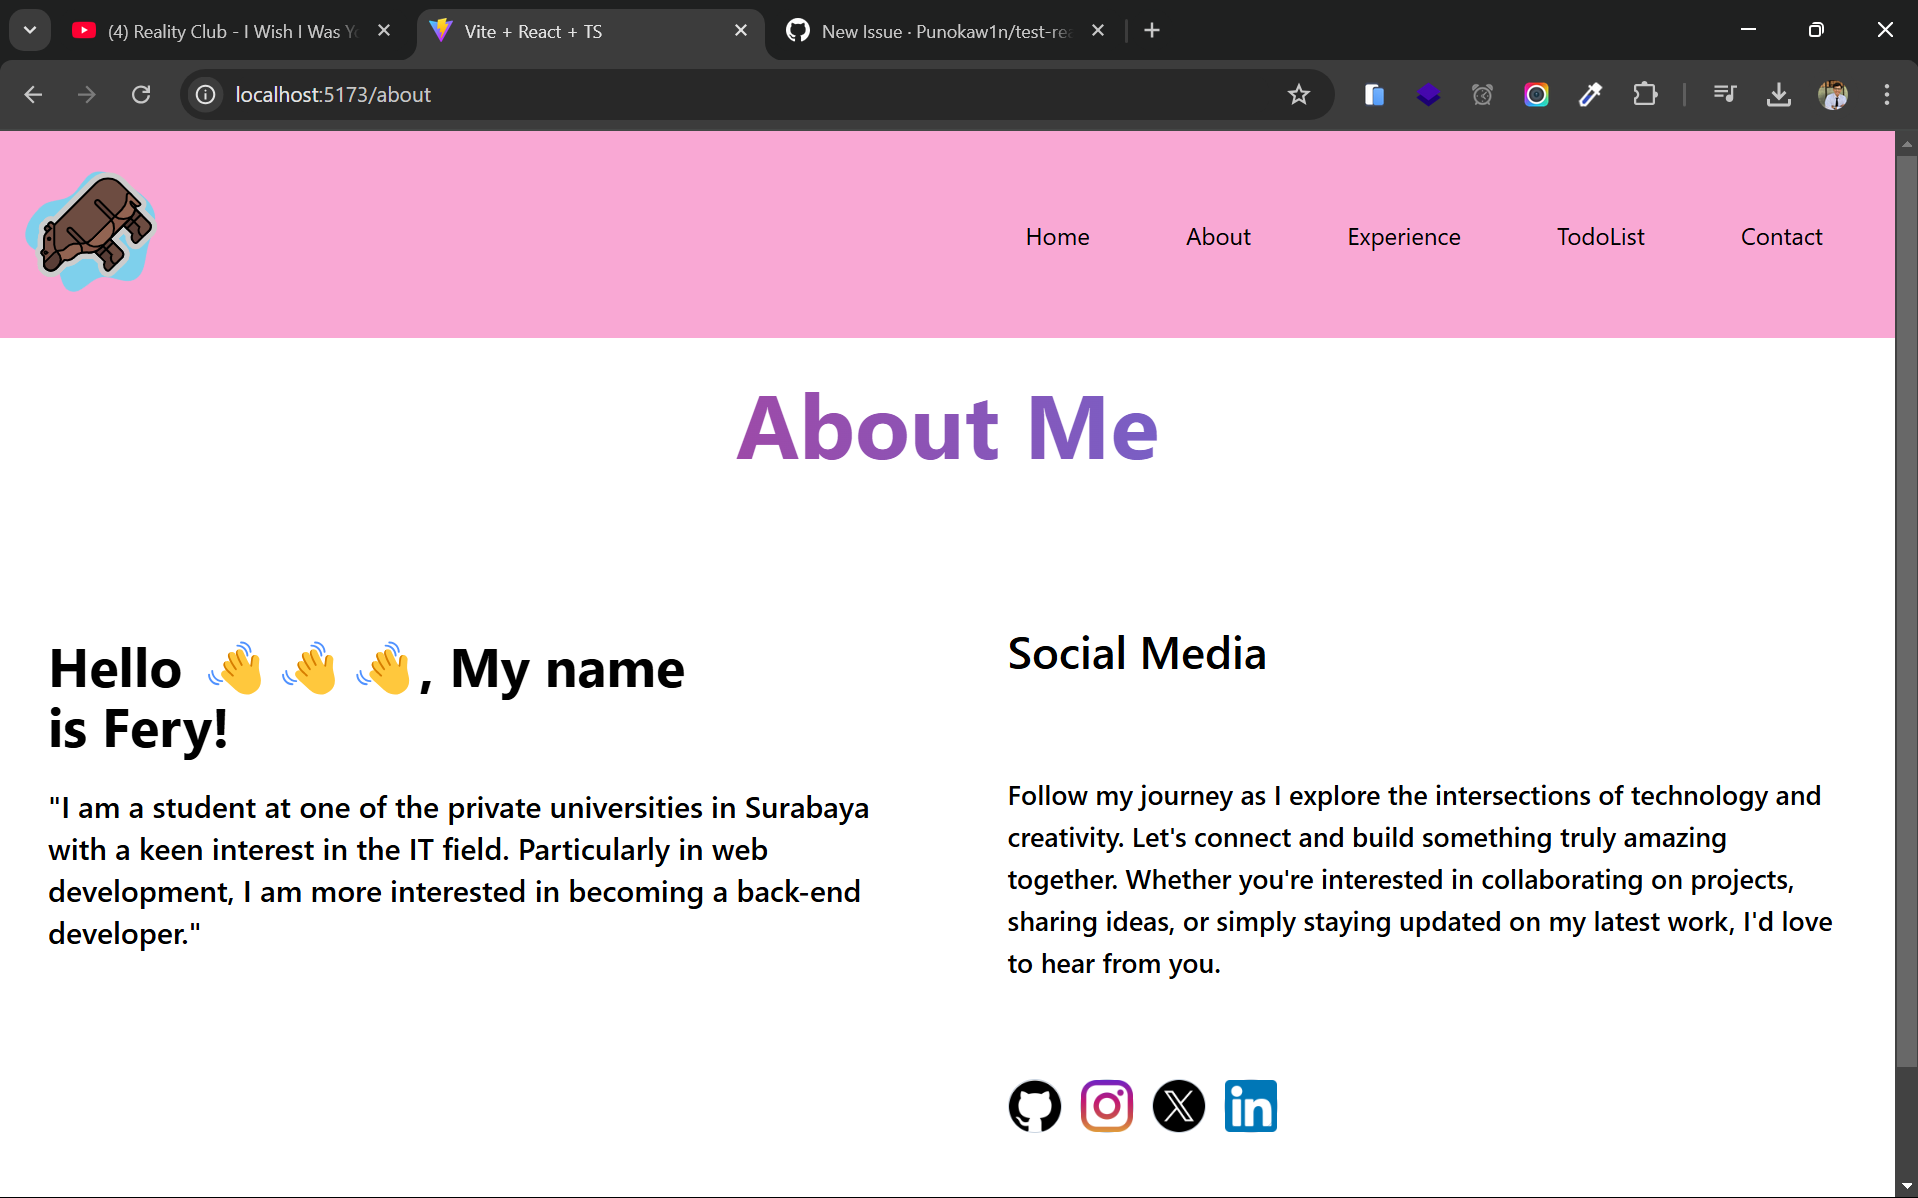 (4) Reality Club - I Wish I Was Yo
Vite + React + TS
New Issue · Punokaw1n/test-rea
localhost:5173/about
Home
About
Experience
TodoList
Contact
About Me
Hello 👋 👋 👋, My name
is Fery!
"I am a student at one of the private universities in Surabaya
with a keen interest in the IT field. Particularly in web
development, I am more interested in becoming a back-end
developer."
Social Media
Follow my journey as I explore the intersections of technology and
creativity. Let's connect and build something truly amazing
together. Whether you're interested in collaborating on projects,
sharing ideas, or simply staying updated on my latest work, I'd love
to hear from you.
in